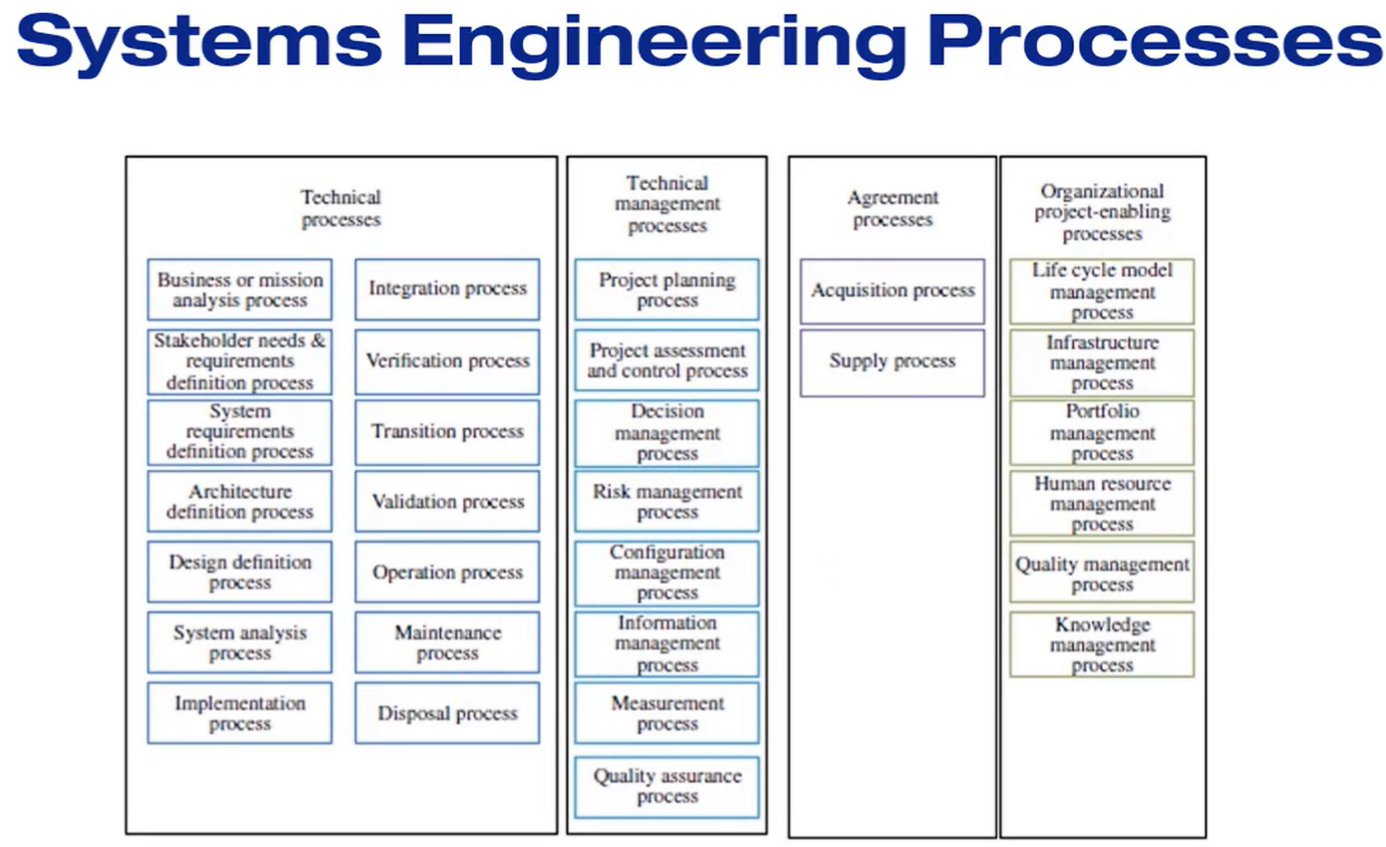 Systems Engineering Processes
Technical
processes
Business or mission
analysis process
Stakeholder needs &
requirements
definition process
System
requirements
definition process
Architecture
definition process
Design definition
process
System analysis
process
Implementation
process
Integration process
Verification process
Transition process
Validation process
Operation process
Maintenance
process
Disposal process
Technical
management
processes
Project planning
process
Project assessment
and control process
Decision
management
process
Risk management
process
Configuration
management
process
Information
management
process
Measurement
process
Quality assurance
process
Agreement
processes
Acquisition process
Supply process
Organizational
project-enabling
processes
Life cycle model
management
process
Infrastructure
management
process
Portfolio
management
process
Human resource
management
process
Quality management
process
Knowledge
management
process